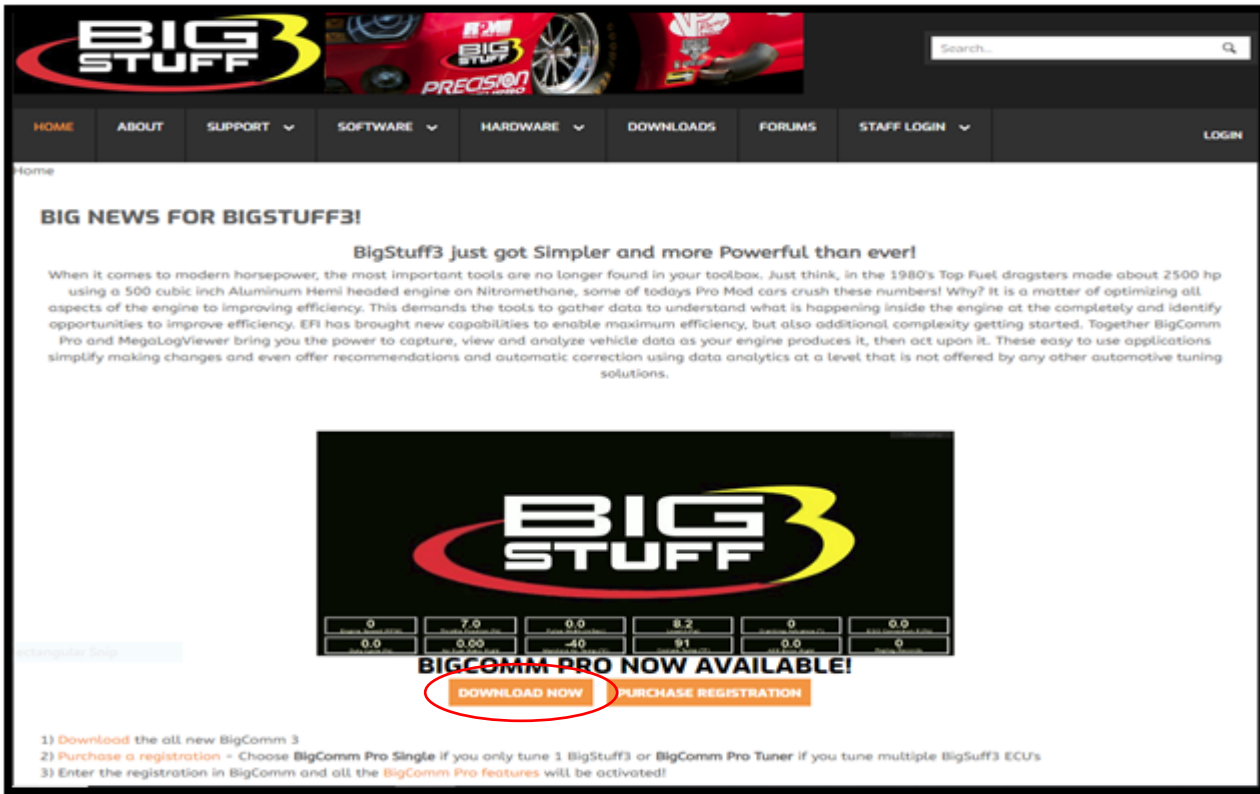 BIG
STUFF 3
RPM
BIG
STUFF 3
PRECISION
TURBO
VP
Racing
Search...
HOME ABOUT SUPPORT SOFTWARE HARDWARE DOWNLOADS FORUMS STAFF LOGIN LOGIN
Home
BIG NEWS FOR BIGSTUFF3!
BigStuff3 just got Simpler and more Powerful than ever!
When it comes to modern horsepower, the most important tools are no longer found in your toolbox. Just think, in the 1980's Top Fuel dragsters made about 2500 hp
using a 500 cubic inch Aluminum Hemi headed engine on Nitromethane, some of todays Pro Mod cars crush these numbers! Why? It is a matter of optimizing all
aspects of the engine to improving efficiency. This demands the tools to gather data to understand what is happening inside the engine at the completely and identify
opportunities to improve efficiency. EFI has brought new capabilities to enable maximum efficiency, but also additional complexity getting started. Together BigComm
Pro and MegaLogViewer bring you the power to capture, view and analyze vehicle data as your engine produces it, then act upon it. These easy to use applications
simplify making changes and even offer recommendations and automatic correction using data analytics at a level that is not offered by any other automotive tuning
solutions.
BIG
STUFF 3
0 7.0 0.0 8.2 0 0.0
Engine Speed (RPM)
0.0 0.00 -40 91 0.0 0
rectangular Snip
BIGCOMM PRO NOW AVAILABLE!
DOWNLOAD NOW PURCHASE REGISTRATION
1) Download the all new BigComm 3
2) Purchase a registration - Choose BigComm Pro Single if you only tune 1 BigStuff3 or BigComm Pro Tuner if you tune multiple BigSuff3 ECU's
3) Enter the registration in BigComm and all the BigComm Pro features will be activated!